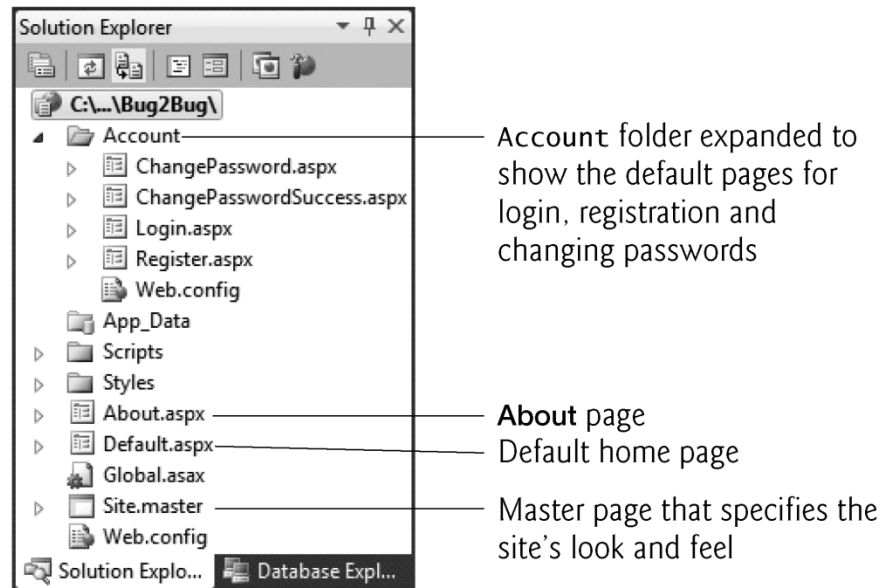 Solution Explorer
C:\...\Bug2Bug\
Account
ChangePassword.aspx
ChangePasswordSuccess.aspx
Login.aspx
Register.aspx
Web.config
App_Data
Scripts
Styles
About.aspx
Default.aspx
Global.asax
Site.master
Web.config
Solution Explo...
Database Expl...
Account folder expanded to
show the default pages for
login, registration and
changing passwords
About page
Default home page
Master page that specifies the
site's look and feel